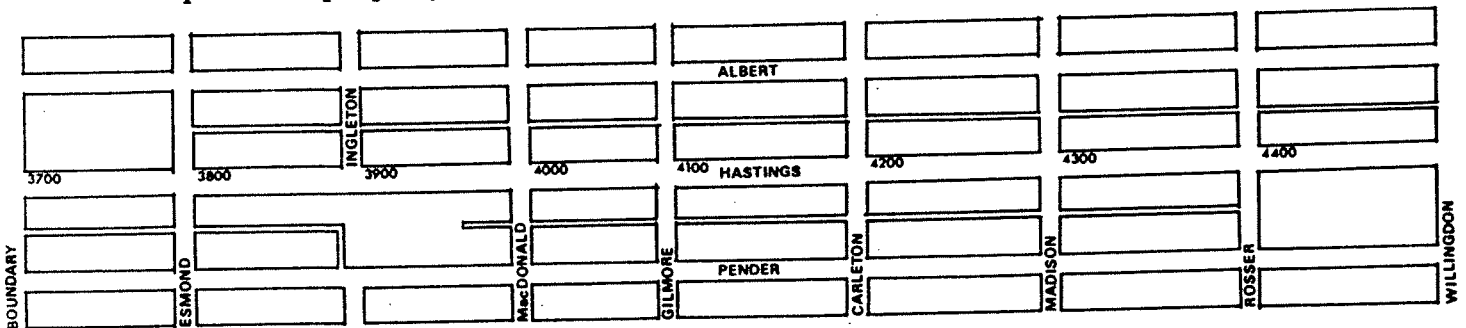 ALBERT
INGLETON
3700
3800
3900
4000
4100 HASTINGS
4200
4300
4400
BOUNDARY
ESMOND
MacDONALD
GILMORE
PENDER
CARLETON
MADISON
ROSSER
WILLINGDON